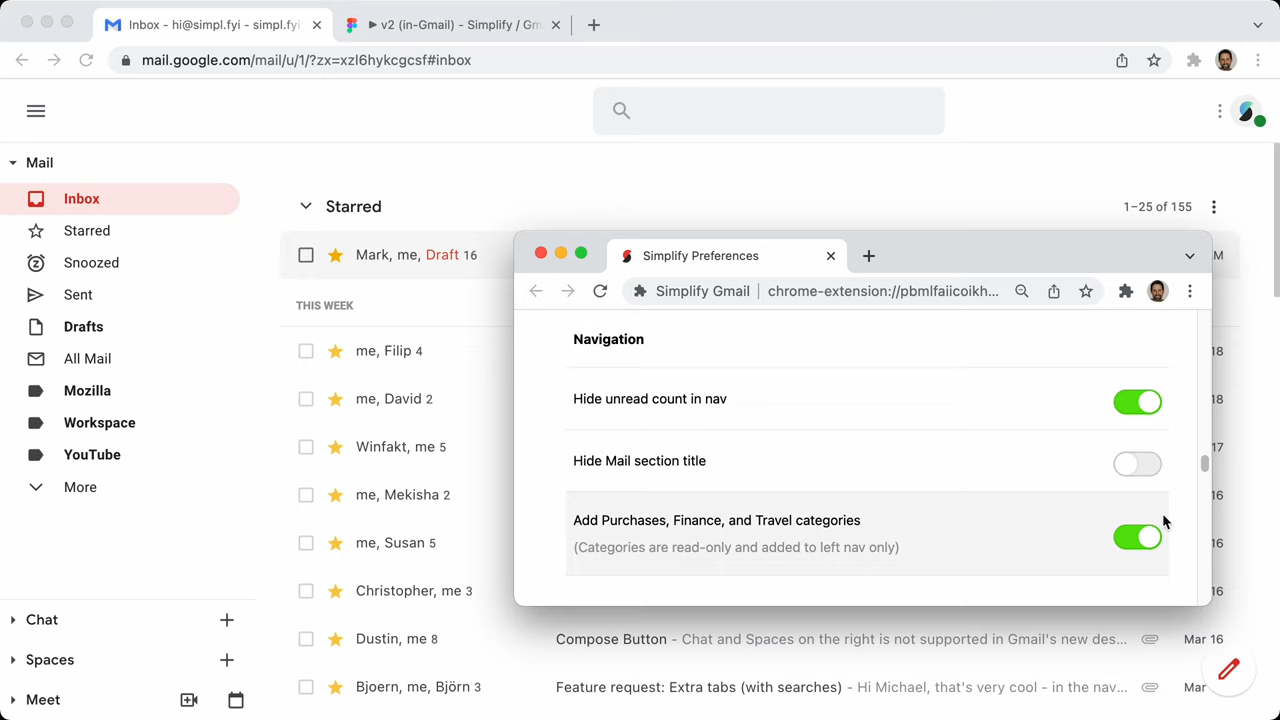 Inbox - hi@simpl.fyi - simpl.fyi
v2 (in-Gmail) - Simplify / Gm
mail.google.com/mail/u/1/?zx=xzl6hykcgcsf#inbox
Mail
Inbox
Starred
Snoozed
Sent
Drafts
All Mail
Mozilla
Workspace
YouTube
More
Chat
Spaces
Meet
Starred
1–25 of 155
Mark, me, Draft 16
M
THIS WEEK
me, Filip 4
18
me, David 2
18
Winfakt, me 5
17
me, Mekisha 2
16
me, Susan 5
16
Christopher, me 3
16
Dustin, me 8
Compose Button - Chat and Spaces on the right is not supported in Gmail's new des...
Mar 16
Bjoern, me, Björn 3
Feature request: Extra tabs (with searches) - Hi Michael, that's very cool - in the nav...
Mar
Simplify Preferences
Simplify Gmail
chrome-extension://pbmlfaiicoikh...
Navigation
Hide unread count in nav
Hide Mail section title
Add Purchases, Finance, and Travel categories
(Categories are read-only and added to left nav only)